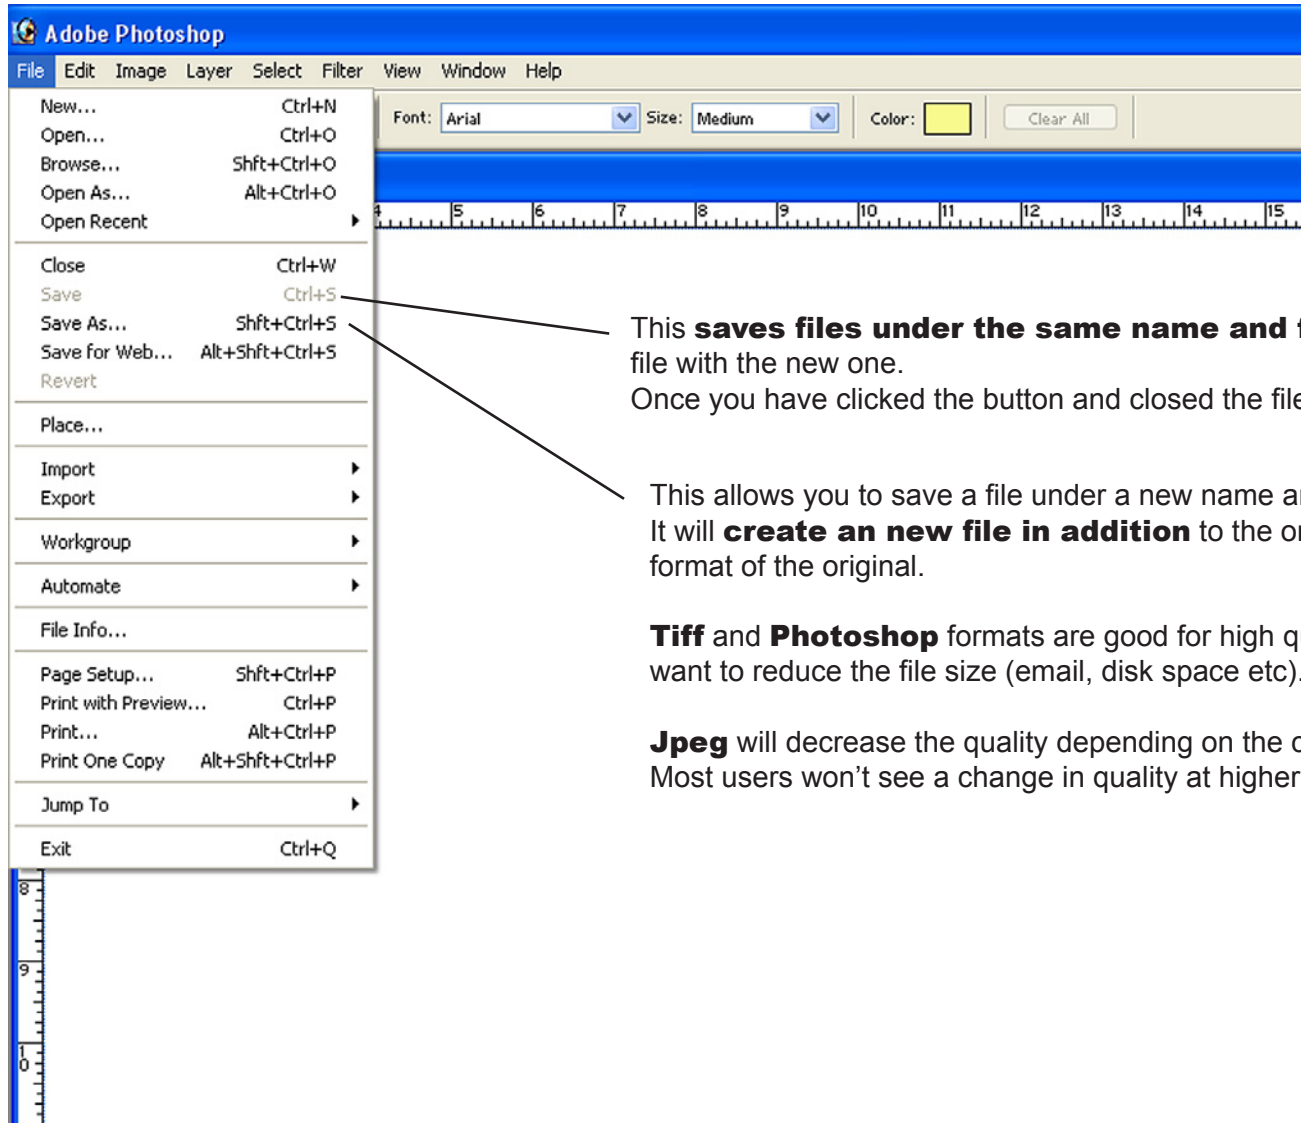 Adobe Photoshop
File Edit Image Layer Select Filter View Window Help
New... Ctrl+N
Open... Ctrl+O
Browse... Shft+Ctrl+O
Open As... Alt+Ctrl+O
Open Recent
Close Ctrl+W
Save Ctrl+S
Save As... Shft+Ctrl+S
Save for Web... Alt+Shft+Ctrl+S
Revert
Place...
Import
Export
Workgroup
Automate
File Info...
Page Setup... Shft+Ctrl+P
Print with Preview... Ctrl+P
Print... Alt+Ctrl+P
Print One Copy Alt+Shft+Ctrl+P
Jump To
Exit Ctrl+Q
Font: Arial Size: Medium Color: Clear All
4 5 6 7 8 9 10 11 12 13 14 15
This saves files under the same name and
file with the new one.
Once you have clicked the button and closed the file
This allows you to save a file under a new name
It will create an new file in addition to the
format of the original.
Tiff and Photoshop formats are good for high
want to reduce the file size (email, disk space etc).
Jpeg will decrease the quality depending on the
Most users won't see a change in quality at higher
8
9
10